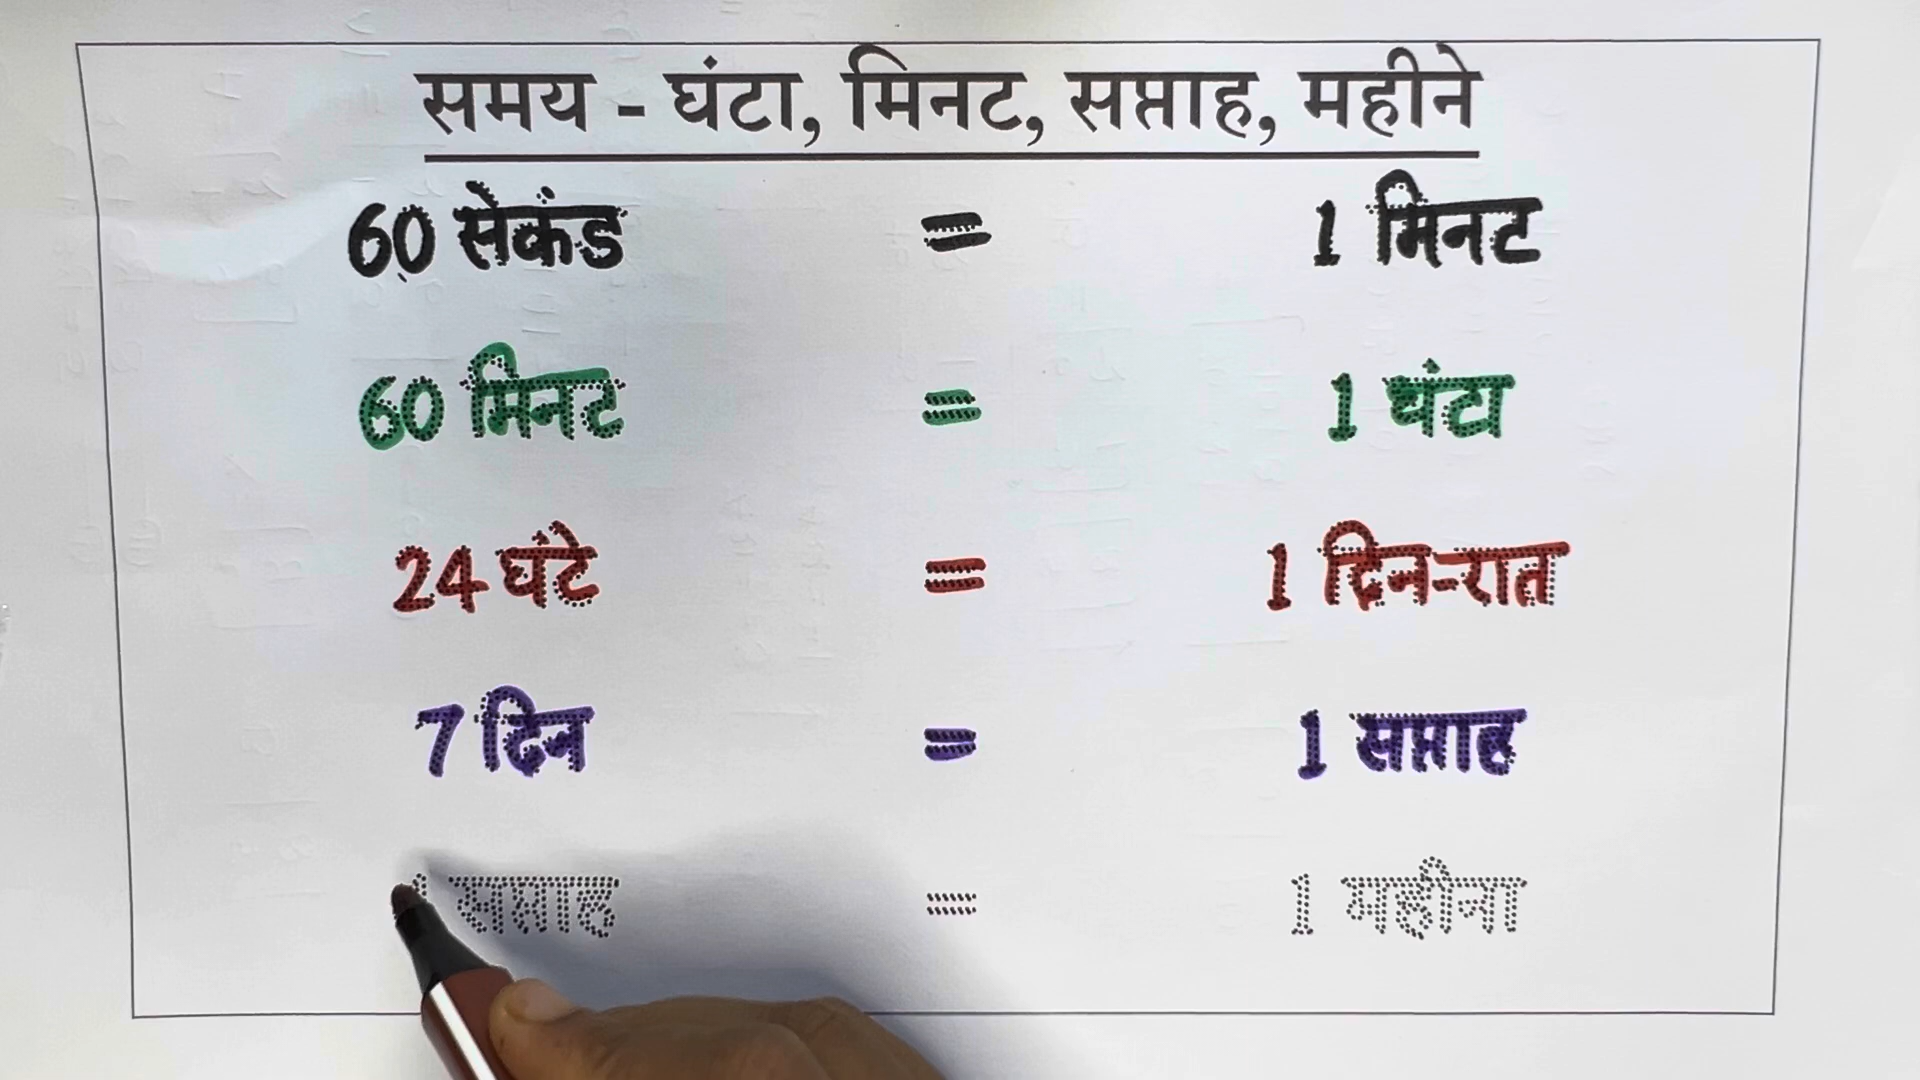 समय - घंटा, मिनट, सप्ताह, महीने
60 सेकंड = 1 मिनट
60 मिनट = 1 घंटा
24 घंटे = 1 दिन-रात
7 दिन = 1 सप्ताह
सप्ताह = 1 महीना